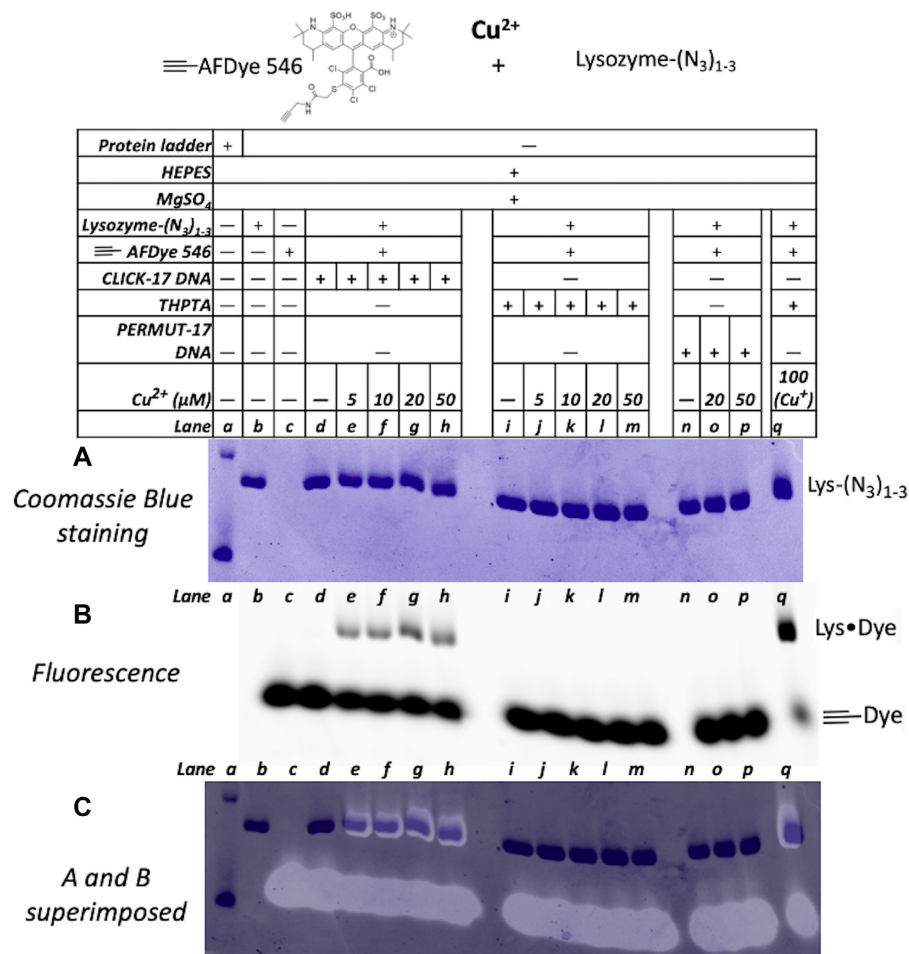 Cu²⁺
≡—AFDye 546 + Lysozyme-(N₃)₁₋₃
SO₃H SO₃
HN O NH
O Cl OH
N H S Cl Cl
Protein ladder + —
HEPES +
MgSO₄ +
Lysozyme-(N₃)₁₋₃ — + — + + + +
AFDye 546 — — + + + + +
CLICK-17 DNA — — — + + + + + — — —
THPTA — — — — + + + + + — +
PERMUT-17
DNA — — — — — + + + —
100
Cu²⁺ (μM) — — — — 5 10 20 50 — 5 10 20 50 — 20 50 (Cu⁺)
Lane a b c d e f g h i j k l m n o p q
A
Coomassie Blue
staining
Lys-(N₃)₁₋₃
Lane a b c d e f g h i j k l m n o p q
B
Fluorescence
Lys•Dye
Dye
Lane a b c d e f g h i j k l m n o p q
C
A and B
superimposed